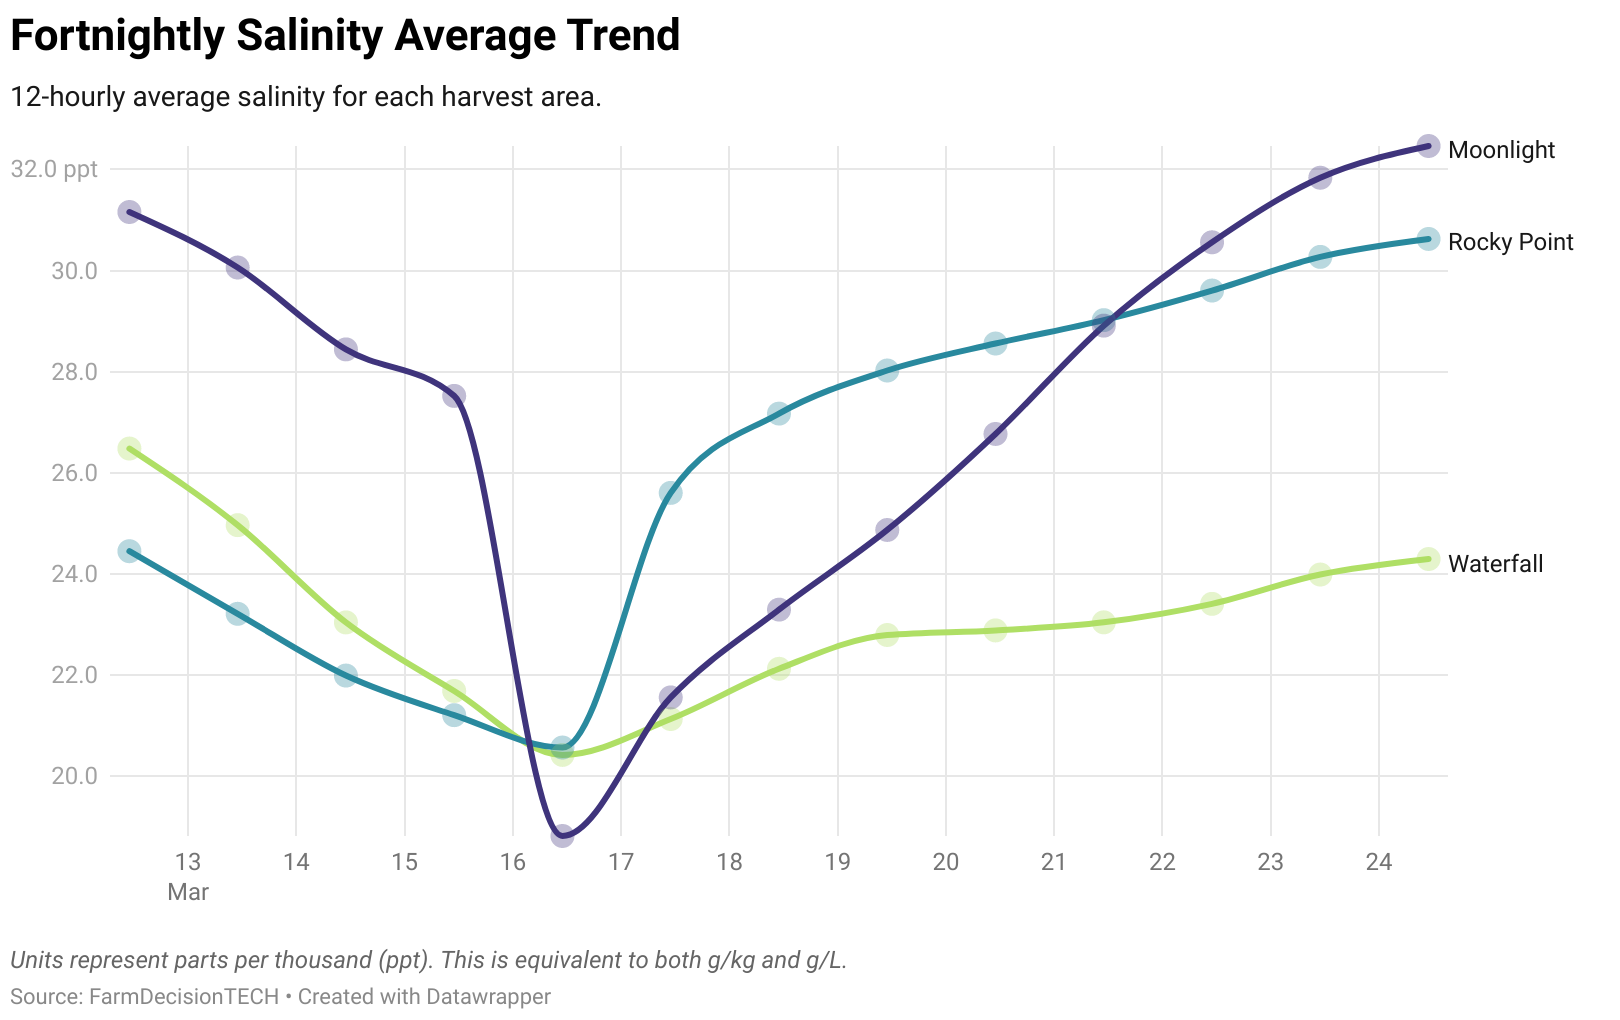 Fortnightly Salinity Average Trend
12-hourly average salinity for each harvest area.
32.0 ppt
30.0
28.0
26.0
24.0
22.0
20.0
Moonlight
Rocky Point
Waterfall
13 14 15 16 17 18 19 20 21 22 23 24
Mar
Units represent parts per thousand (ppt). This is equivalent to both g/kg and g/L.
Source: FarmDecisionTECH • Created with Datawrapper